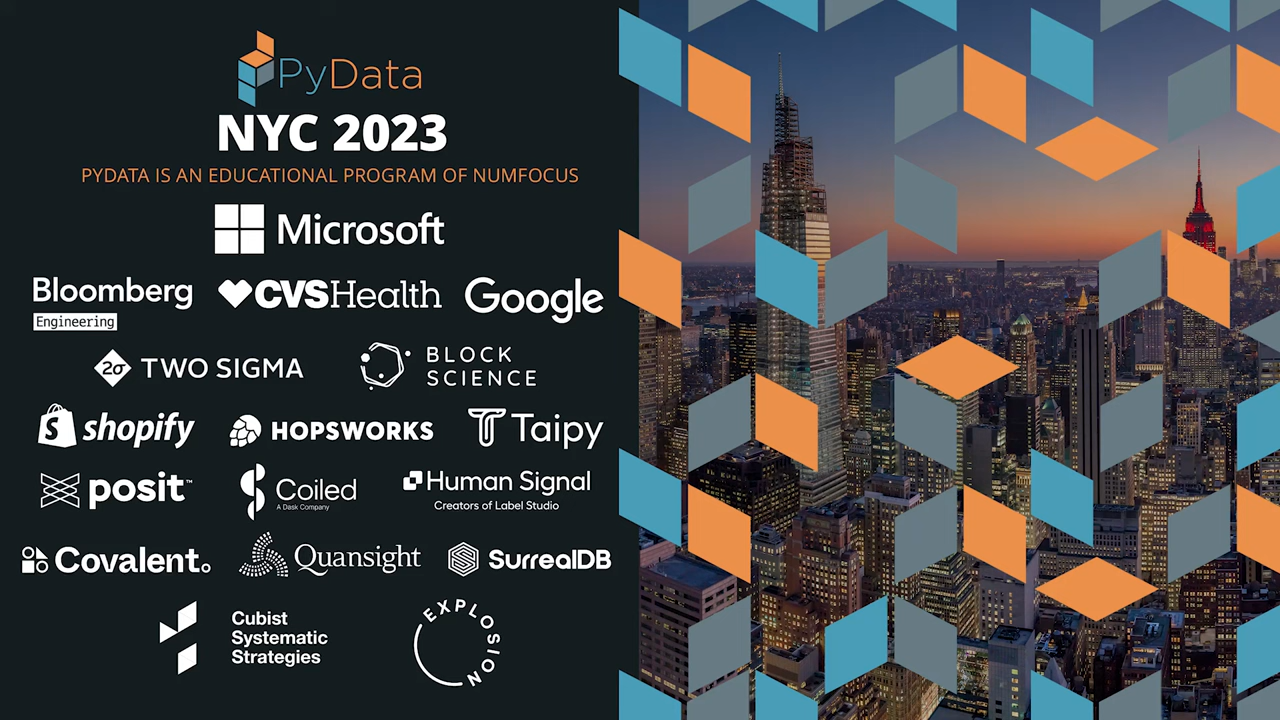 PyData
NYC 2023
PYDATA IS AN EDUCATIONAL PROGRAM OF NUMFOCUS
Microsoft
Bloomberg
Engineering
CVSHealth
Google
2σ TWO SIGMA
BLOCK
SCIENCE
S shopify
HOPSWORKS
Taipy
posit™
Coiled
A Dask Company
Human Signal
Creators of Label Studio
Covalent.
Quansight
SurrealDB
Cubist
Systematic
Strategies
EXPLOSION